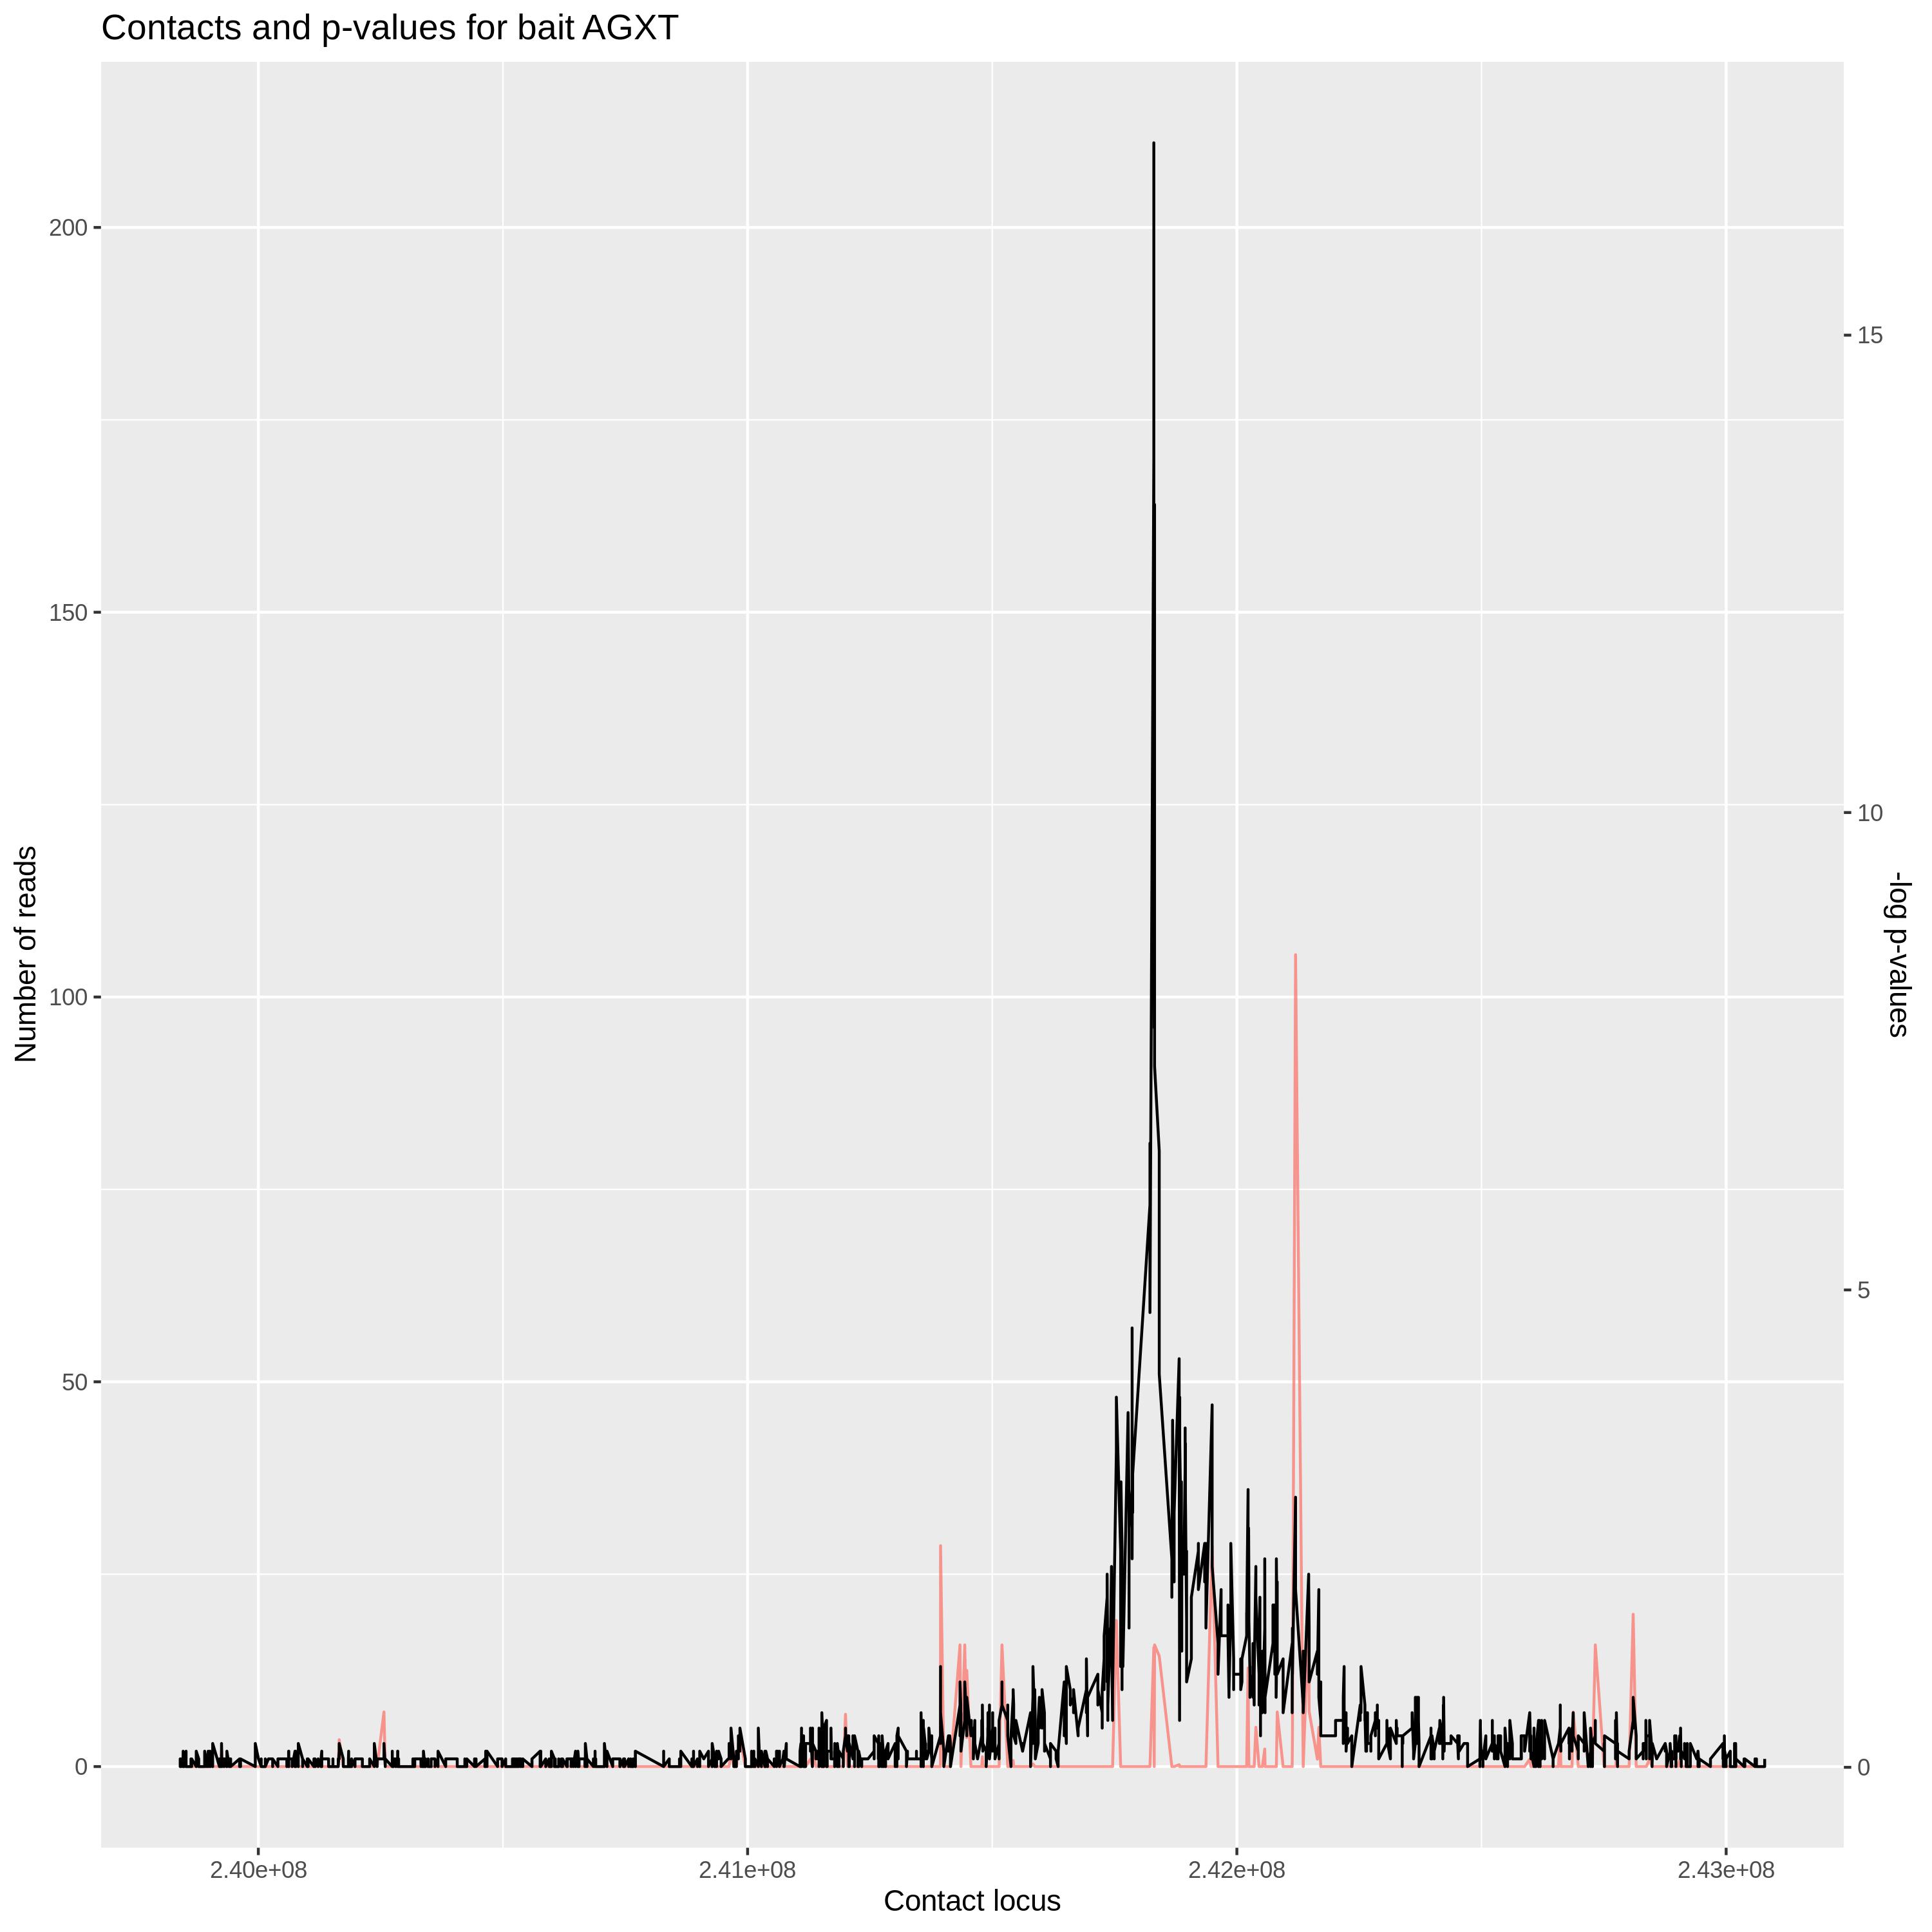 Contacts and p-values for bait AGXT
200
150
100
50
0
Number of reads
15
10
5
0
-log p-values
2.40e+08
2.41e+08
2.42e+08
2.43e+08
Contact locus